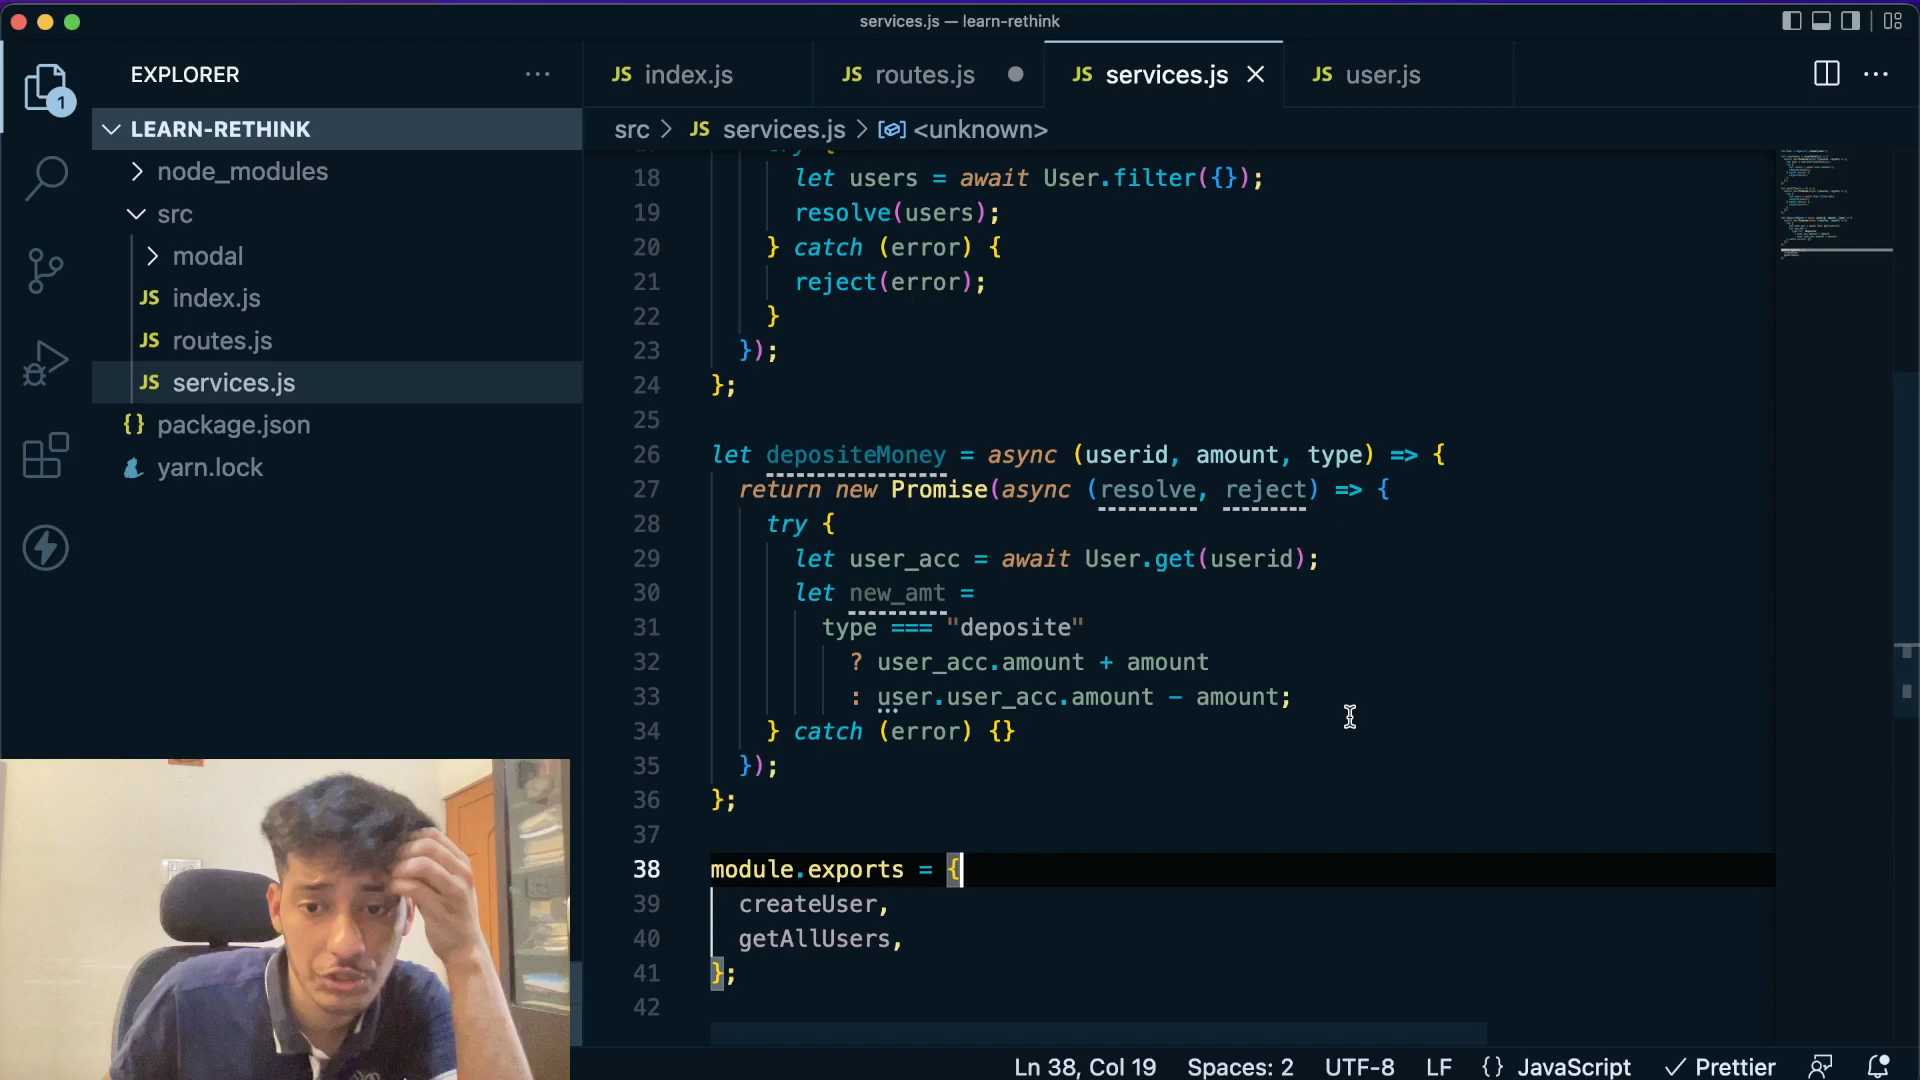 services.js — learn-rethink
EXPLORER
1
LEARN-RETHINK
node_modules
src
modal
JS index.js
JS routes.js
JS services.js
{} package.json
yarn.lock
JS index.js
JS routes.js
JS services.js
JS user.js
src > JS services.js > <unknown>
18 let users = await User.filter({});
19 resolve(users);
20 } catch (error) {
21 reject(error);
22 }
23 });
24 };
25
26 let depositeMoney = async (userid, amount, type) => {
27 return new Promise(async (resolve, reject) => {
28 try {
29 let user_acc = await User.get(userid);
30 let new_amt =
31 type === "deposite"
32 ? user_acc.amount + amount
33 : user.user_acc.amount - amount;
34 } catch (error) {}
35 });
36 };
37
38 module.exports = {
39 createUser,
40 getAllUsers,
41 };
42
Ln 38, Col 19 Spaces: 2 UTF-8 LF {} JavaScript ✓ Prettier